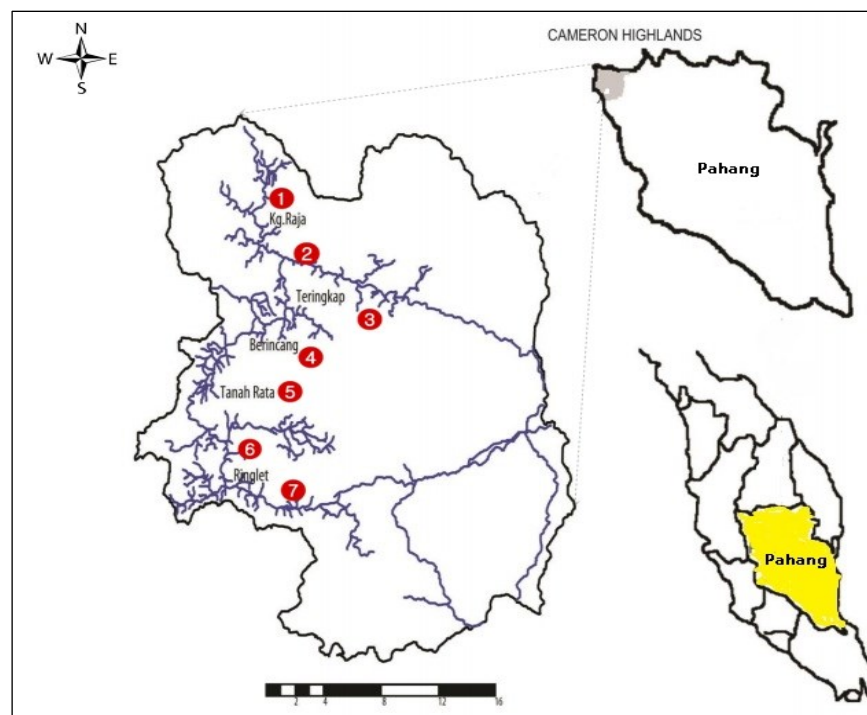 CAMERON HIGHLANDS
N
W E
S
Pahang
1
Kg.Raja
2
Teringkap
3
Berincang
4
Tanah Rata
5
6
Ringlet
7
Pahang
2 4 8 12 16